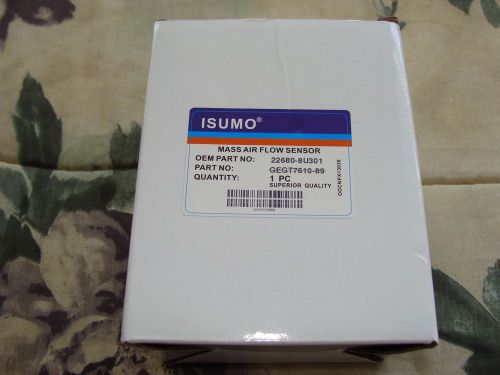 ISUMO®
MASS AIR FLOW SENSOR
OEM PART NO: 22680-8U301
PART NO: GEGT7610-89
QUANTITY: 1 PC
SUPERIOR QUALITY